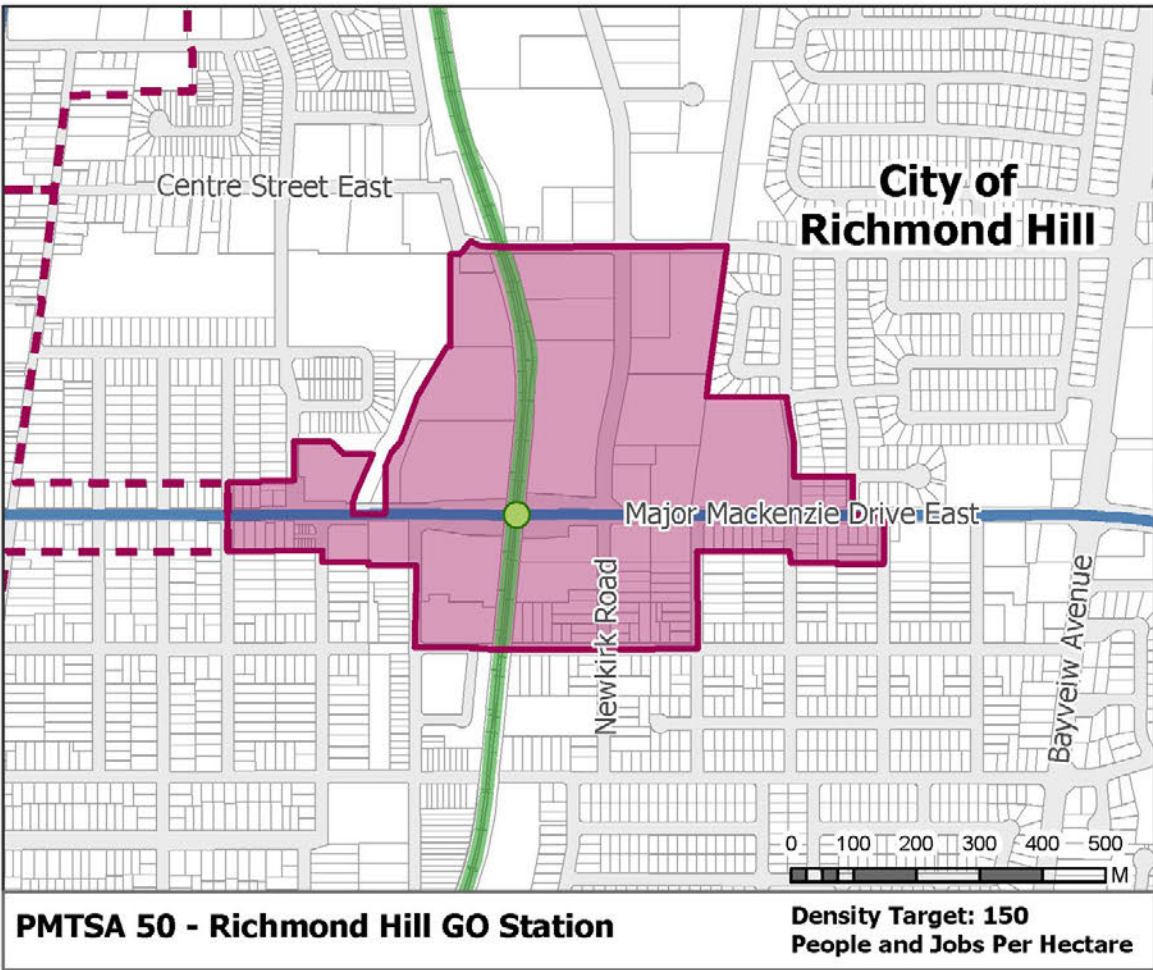 Centre Street East
City of
Richmond Hill
Major Mackenzie Drive East
Newkirk Road
Bayveiw Avenue
0 100 200 300 400 500
M
PMTSA 50 - Richmond Hill GO Station
Density Target: 150
People and Jobs Per Hectare